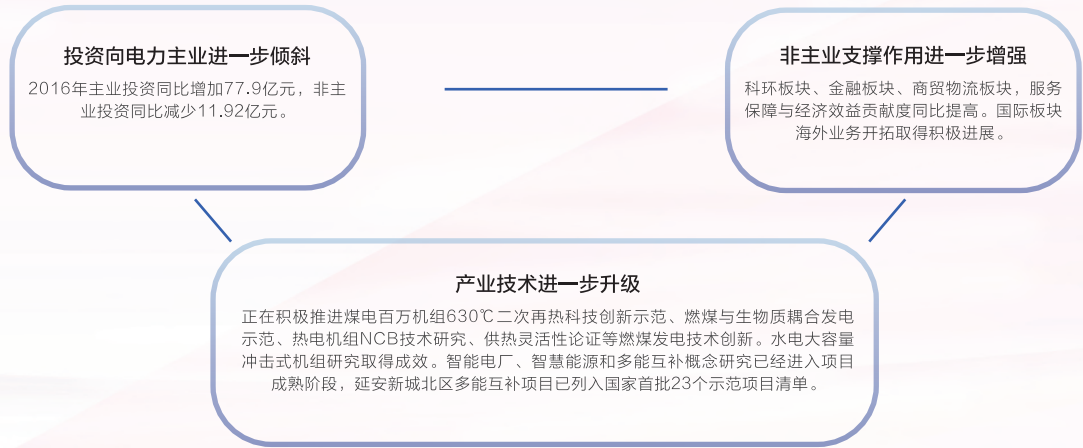 投资向电力主业进一步倾斜
2016年主业投资同比增加77.9亿元，非主
业投资同比减少11.92亿元。
非主业支撑作用进一步增强
科环板块、金融板块、商贸物流板块，服务
保障与经济效益贡献度同比提高。国际板块
海外业务开拓取得积极进展。
产业技术进一步升级
正在积极推进煤电百万机组630℃二次再热科技创新示范、燃煤与生物质耦合发电
示范、热电机组NCB技术研究、供热灵活性论证等燃煤发电技术创新。水电大容量
冲击式机组研究取得成效。智能电厂、智慧能源和多能互补概念研究已经进入项目
成熟阶段，延安新城北区多能互补项目已列入国家首批23个示范项目清单。